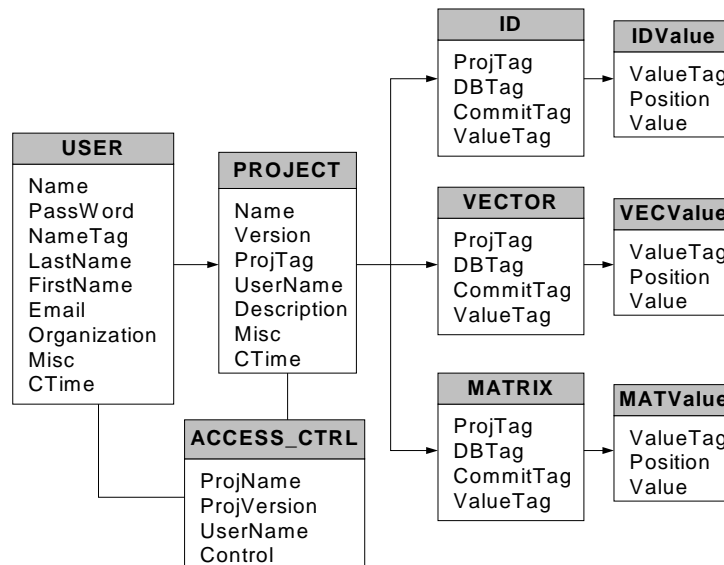 USER
Name
PassWord
NameTag
LastName
FirstName
Email
Organization
Misc
CTime
PROJECT
Name
Version
ProjTag
UserName
Description
Misc
CTime
ACCESS_CTRL
ProjName
ProjVersion
UserName
Control
ID
ProjTag
DBTag
CommitTag
ValueTag
IDValue
ValueTag
Position
Value
VECTOR
ProjTag
DBTag
CommitTag
ValueTag
VECValue
ValueTag
Position
Value
MATRIX
ProjTag
DBTag
CommitTag
ValueTag
MATValue
ValueTag
Position
Value